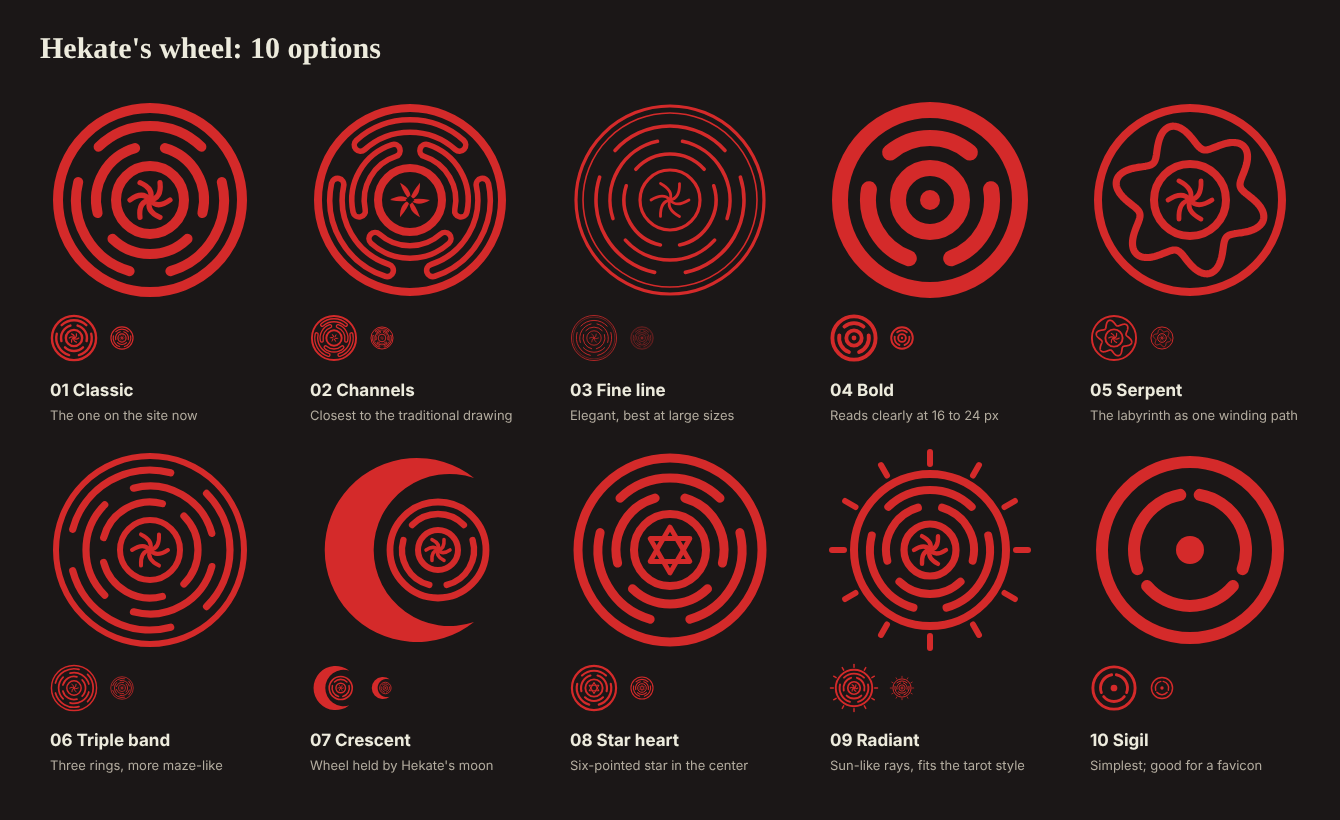 Hekate's wheel: 10 options
01 Classic
The one on the site now
02 Channels
Closest to the traditional drawing
03 Fine line
Elegant, best at large sizes
04 Bold
Reads clearly at 16 to 24 px
05 Serpent
The labyrinth as one winding path
06 Triple band
Three rings, more maze-like
07 Crescent
Wheel held by Hekate's moon
08 Star heart
Six-pointed star in the center
09 Radiant
Sun-like rays, fits the tarot style
10 Sigil
Simplest; good for a favicon